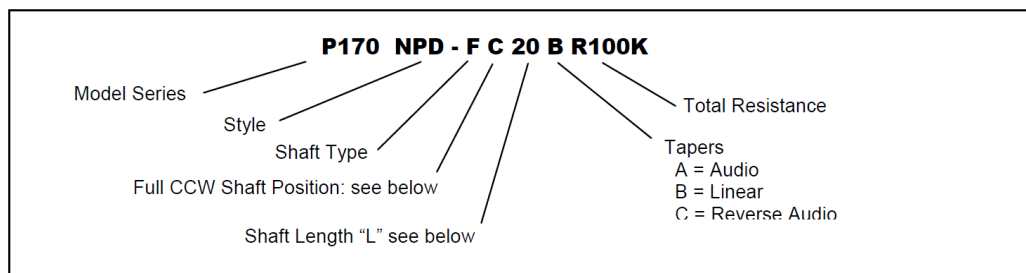 P170 NPD - F C 20 B R100K
Model Series
Total Resistance
Style
Shaft Type
Tapers
A = Audio
Full CCW Shaft Position: see below
B = Linear
C = Reverse Audio
Shaft Length “L” see below